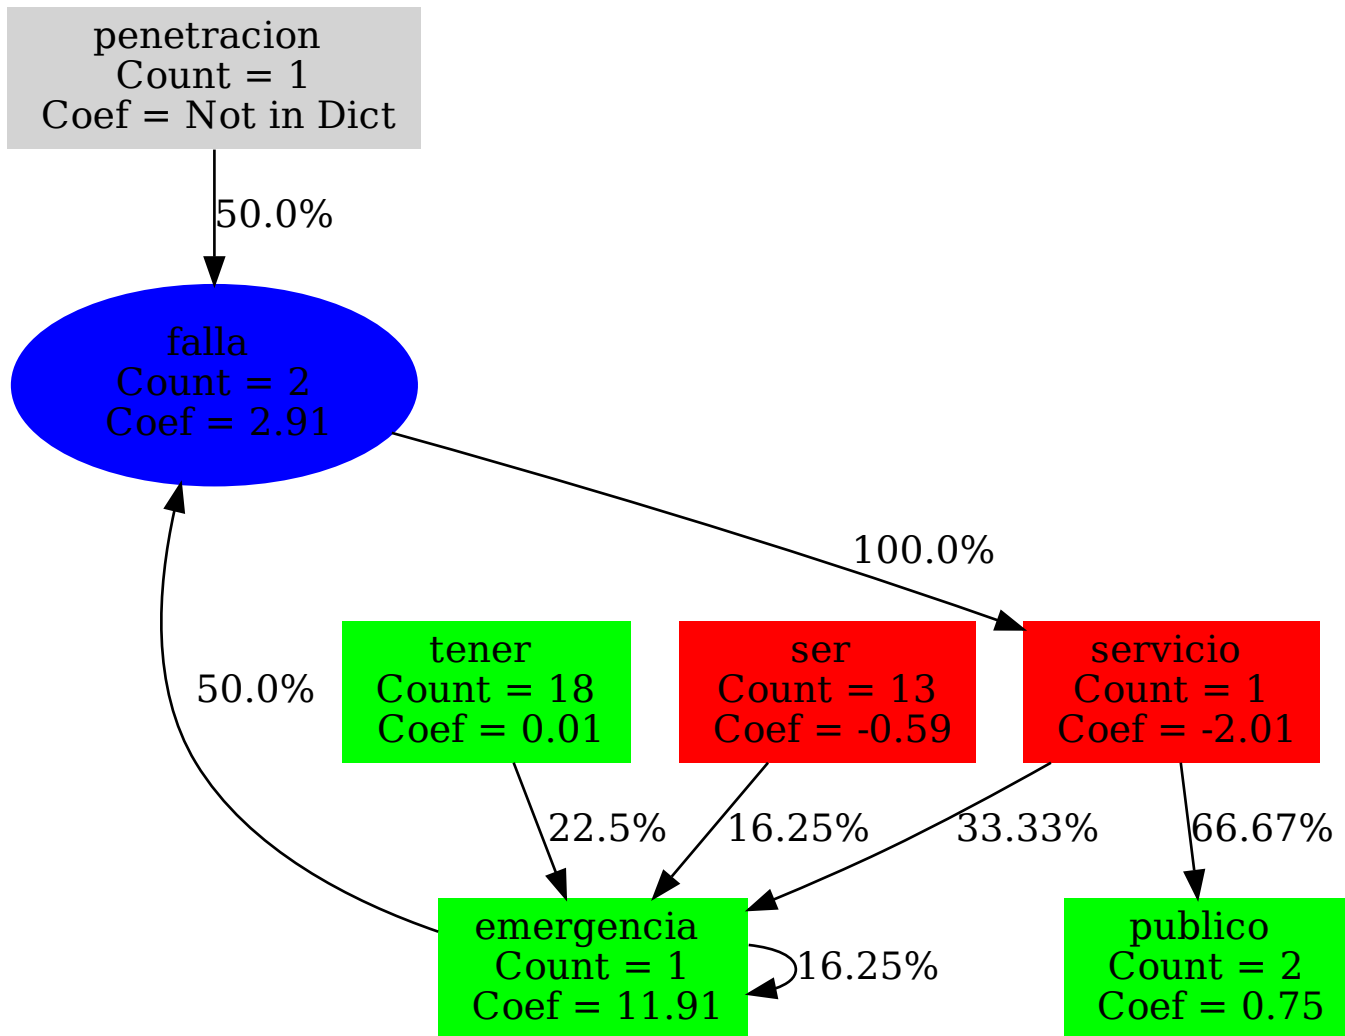 penetracion
Count = 1
Coef = Not in Dict
50.0%
falla
Count = 2
Coef = 2.91
100.0%
50.0%
tener
Count = 18
Coef = 0.01
ser
Count = 13
Coef = -0.59
servicio
Count = 1
Coef = -2.01
22.5%
16.25%
33.33%
66.67%
emergencia
Count = 1
Coef = 11.91
16.25%
publico
Count = 2
Coef = 0.75